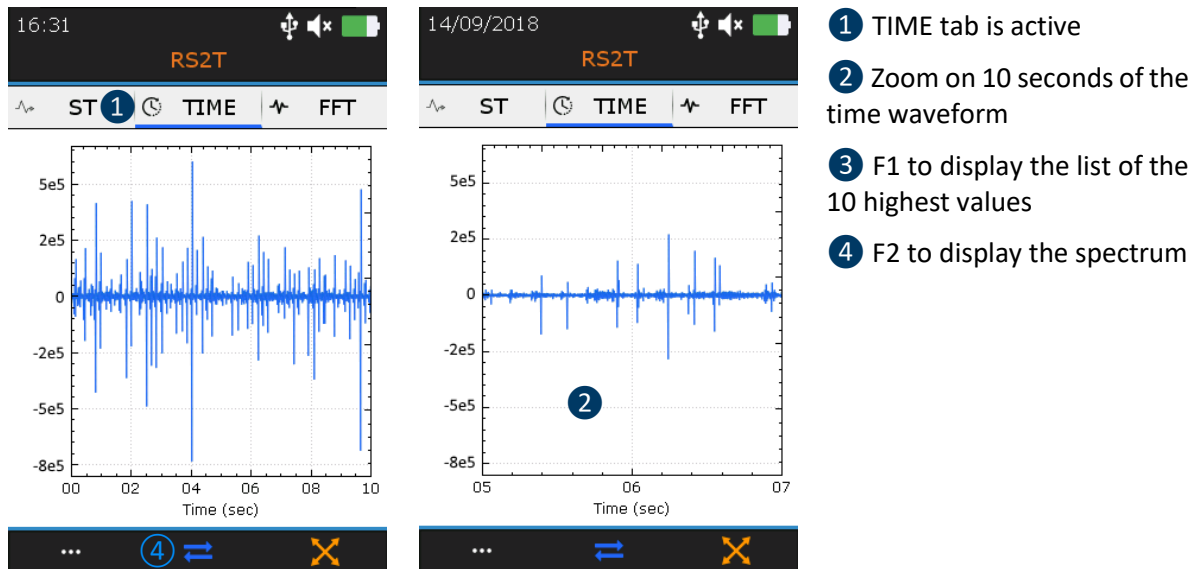 16:31
RS2T
ST 1 TIME FFT
5e5
2e5
0
-2e5
-5e5
-8e5
00 02 04 06 08 10
Time (sec)
... 4
14/09/2018
RS2T
ST TIME FFT
5e5
2e5
0
-2e5
-5e5
2
-8e5
05 06 07
Time (sec)
...
1 TIME tab is active
2 Zoom on 10 seconds of the
time waveform
3 F1 to display the list of the
10 highest values
4 F2 to display the spectrum